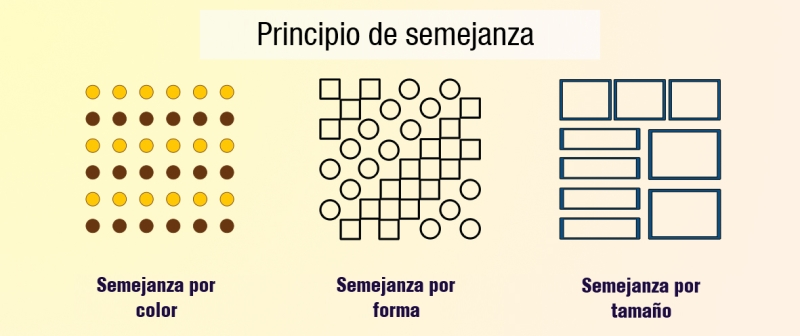 Principio de semejanza
Semejanza por
color
Semejanza por
forma
Semejanza por
tamaño